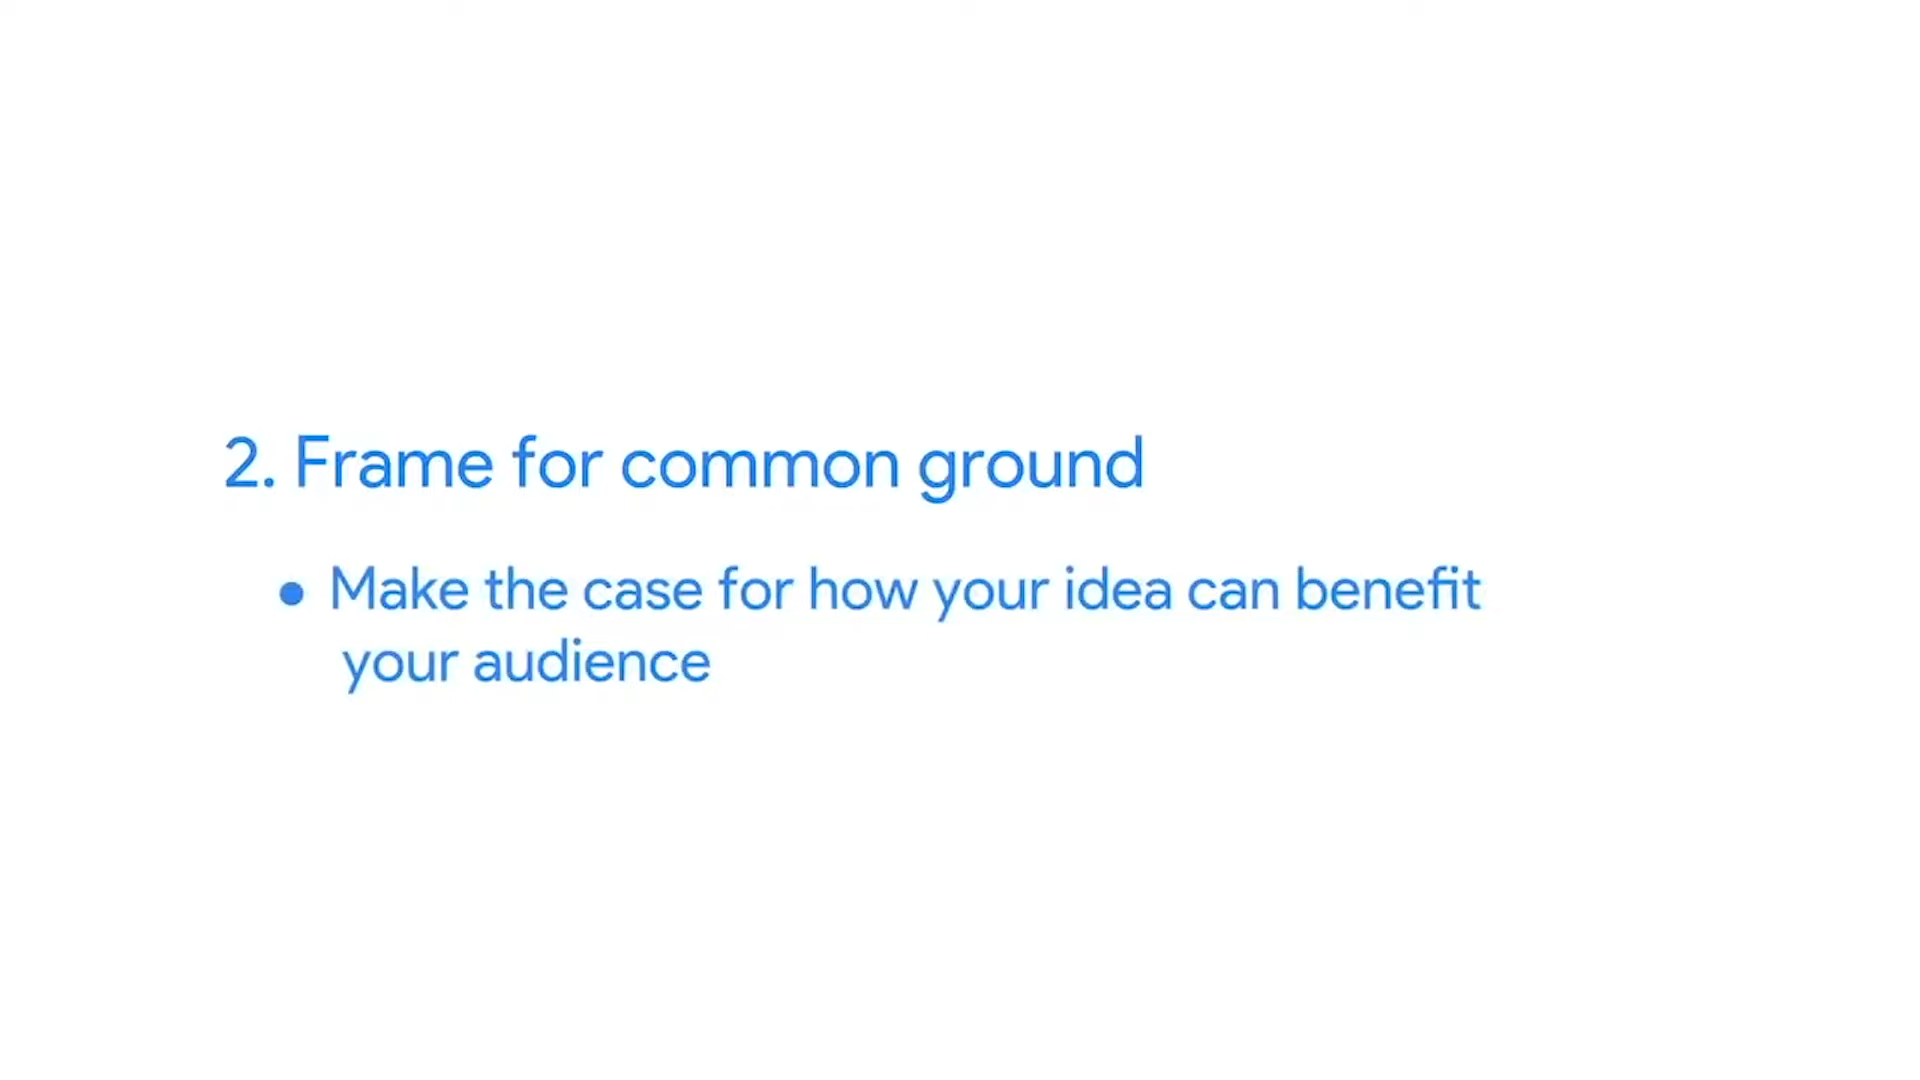 2. Frame for common ground
● Make the case for how your idea can benefit
your audience